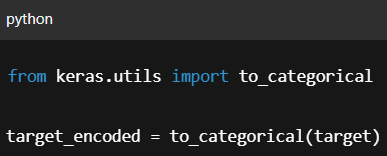 python
from keras.utils import to_categorical
target_encoded = to_categorical(target)